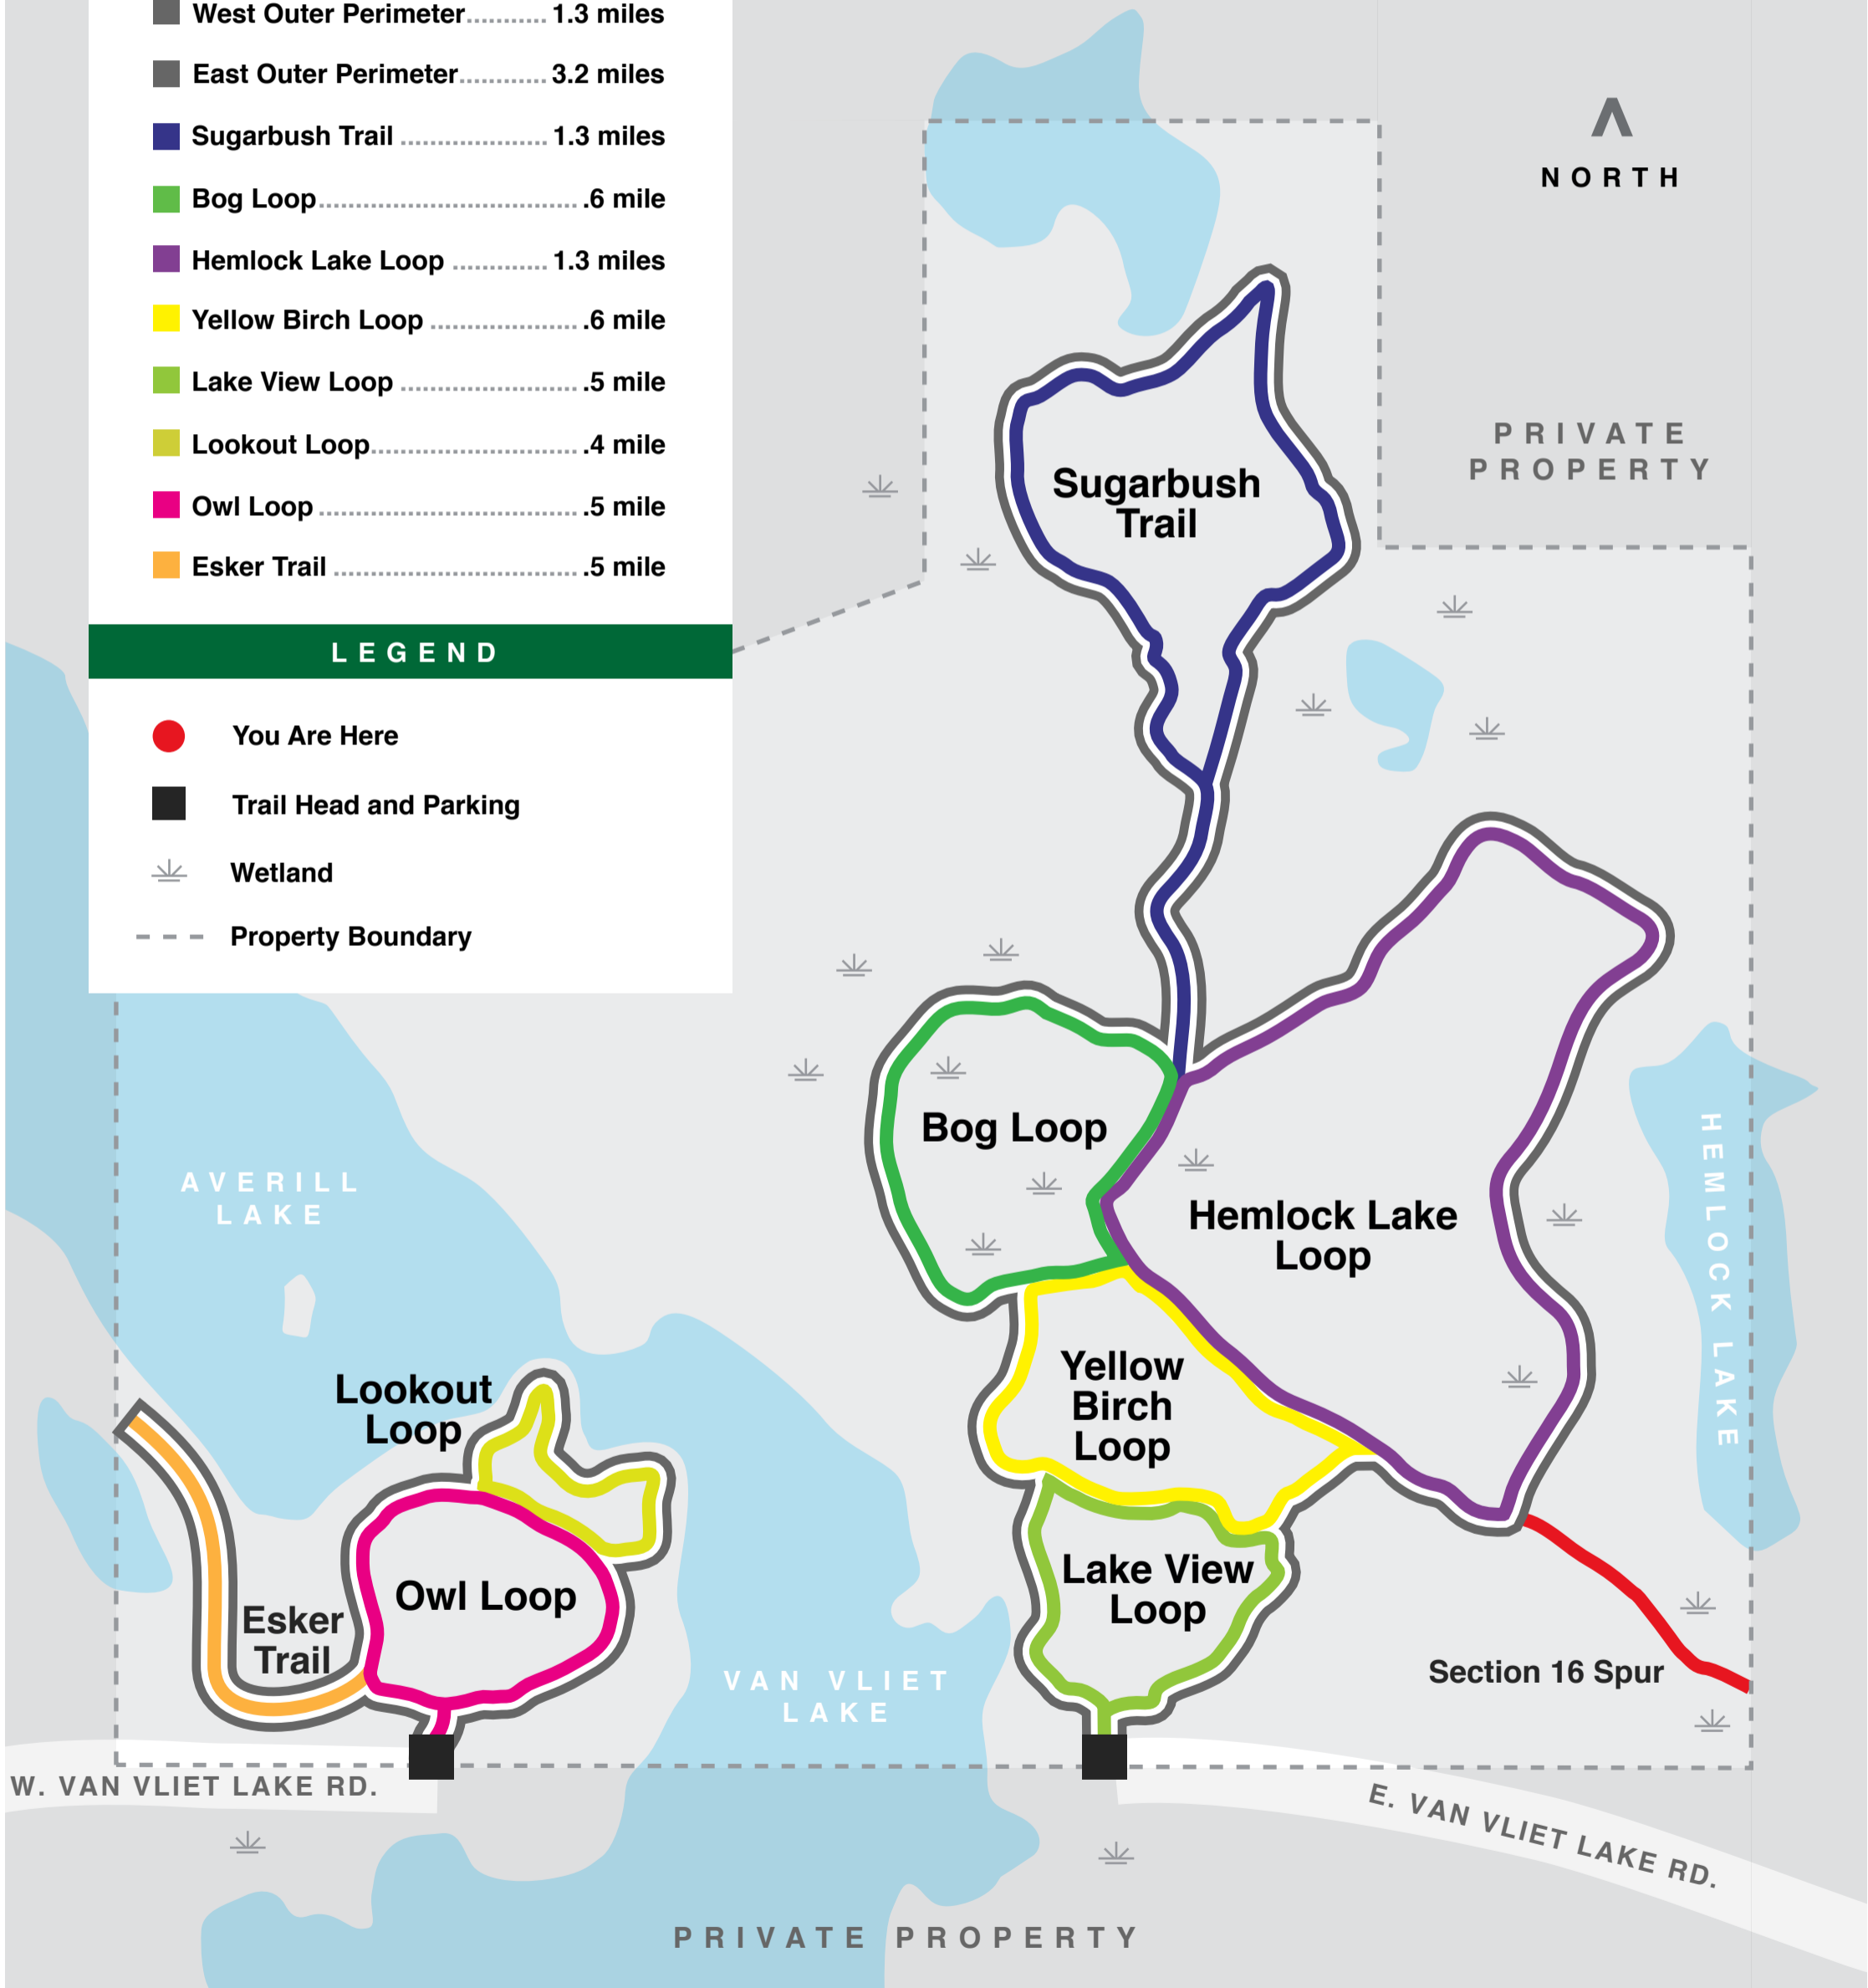 West Outer Perimeter.......... 1.3 miles
East Outer Perimeter........... 3.2 miles
Sugarbush Trail .................. 1.3 miles
Bog Loop................................ .6 mile
Hemlock Lake Loop ............ 1.3 miles
Yellow Birch Loop .................. .6 mile
Lake View Loop ...................... .5 mile
Lookout Loop.......................... .4 mile
Owl Loop ................................ .5 mile
Esker Trail .............................. .5 mile
LEGEND
You Are Here
Trail Head and Parking
Wetland
Property Boundary
NORTH
PRIVATE
PROPERTY
Sugarbush
Trail
Bog Loop
Hemlock Lake
Loop
HEMLOCK LAKE
AVERILL
LAKE
Yellow
Birch
Loop
Lookout
Loop
Owl Loop
Esker
Trail
Lake View
Loop
Section 16 Spur
VAN VLIET
LAKE
W. VAN VLIET LAKE RD.
E. VAN VLIET LAKE RD.
PRIVATE PROPERTY